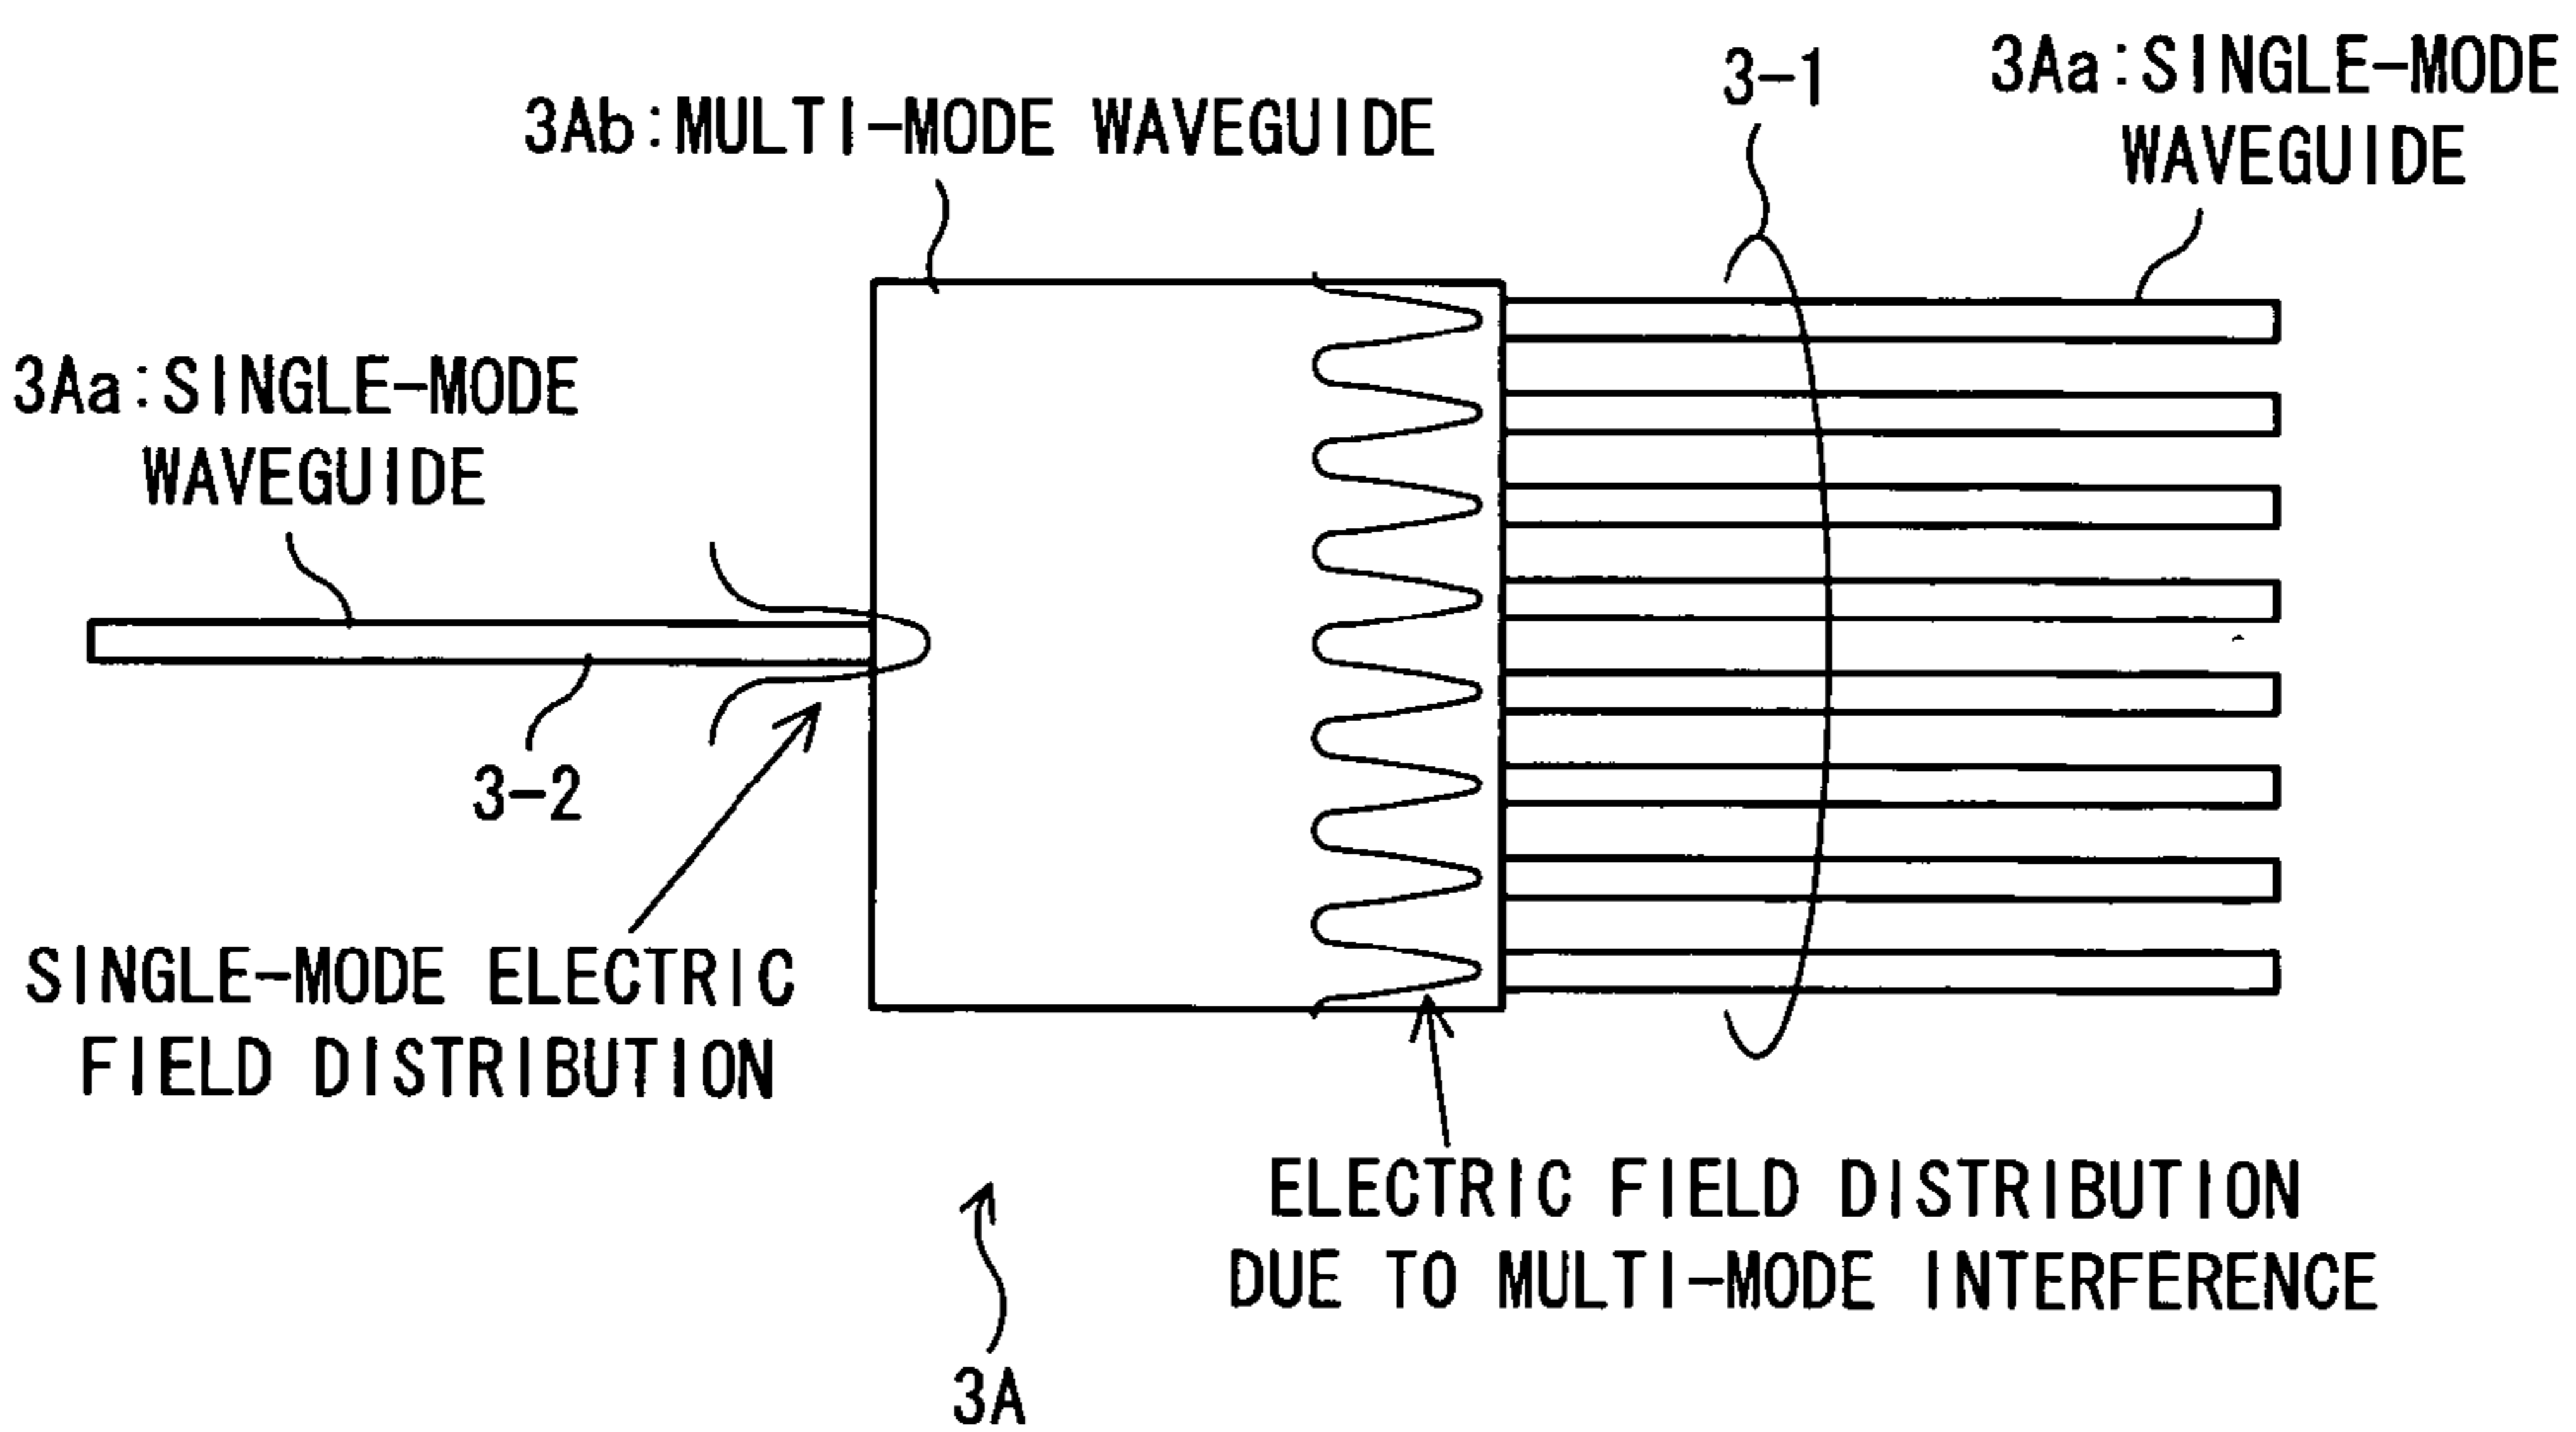 3-1
3Aa:SINGLE-MODE
WAVEGUIDE
3Ab:MULTI-MODE WAVEGUIDE
3Aa:SINGLE-MODE
WAVEGUIDE
3-2
SINGLE-MODE ELECTRIC
FIELD DISTRIBUTION
ELECTRIC FIELD DISTRIBUTION
DUE TO MULTI-MODE INTERFERENCE
3A